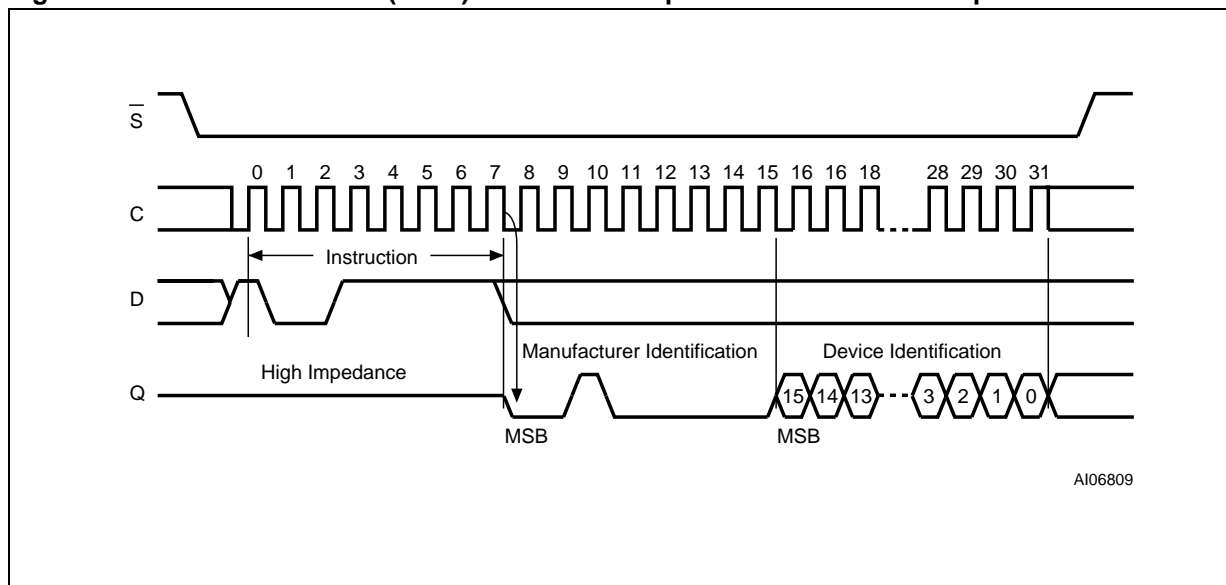 S
0 1 2 3 4 5 6 7 8 9 10 11 12 13 14 15 16 16 18 28 29 30 31
C
Instruction
D
Manufacturer Identification Device Identification
High Impedance
Q 15 14 13 3 2 1 0
MSB MSB
AI06809